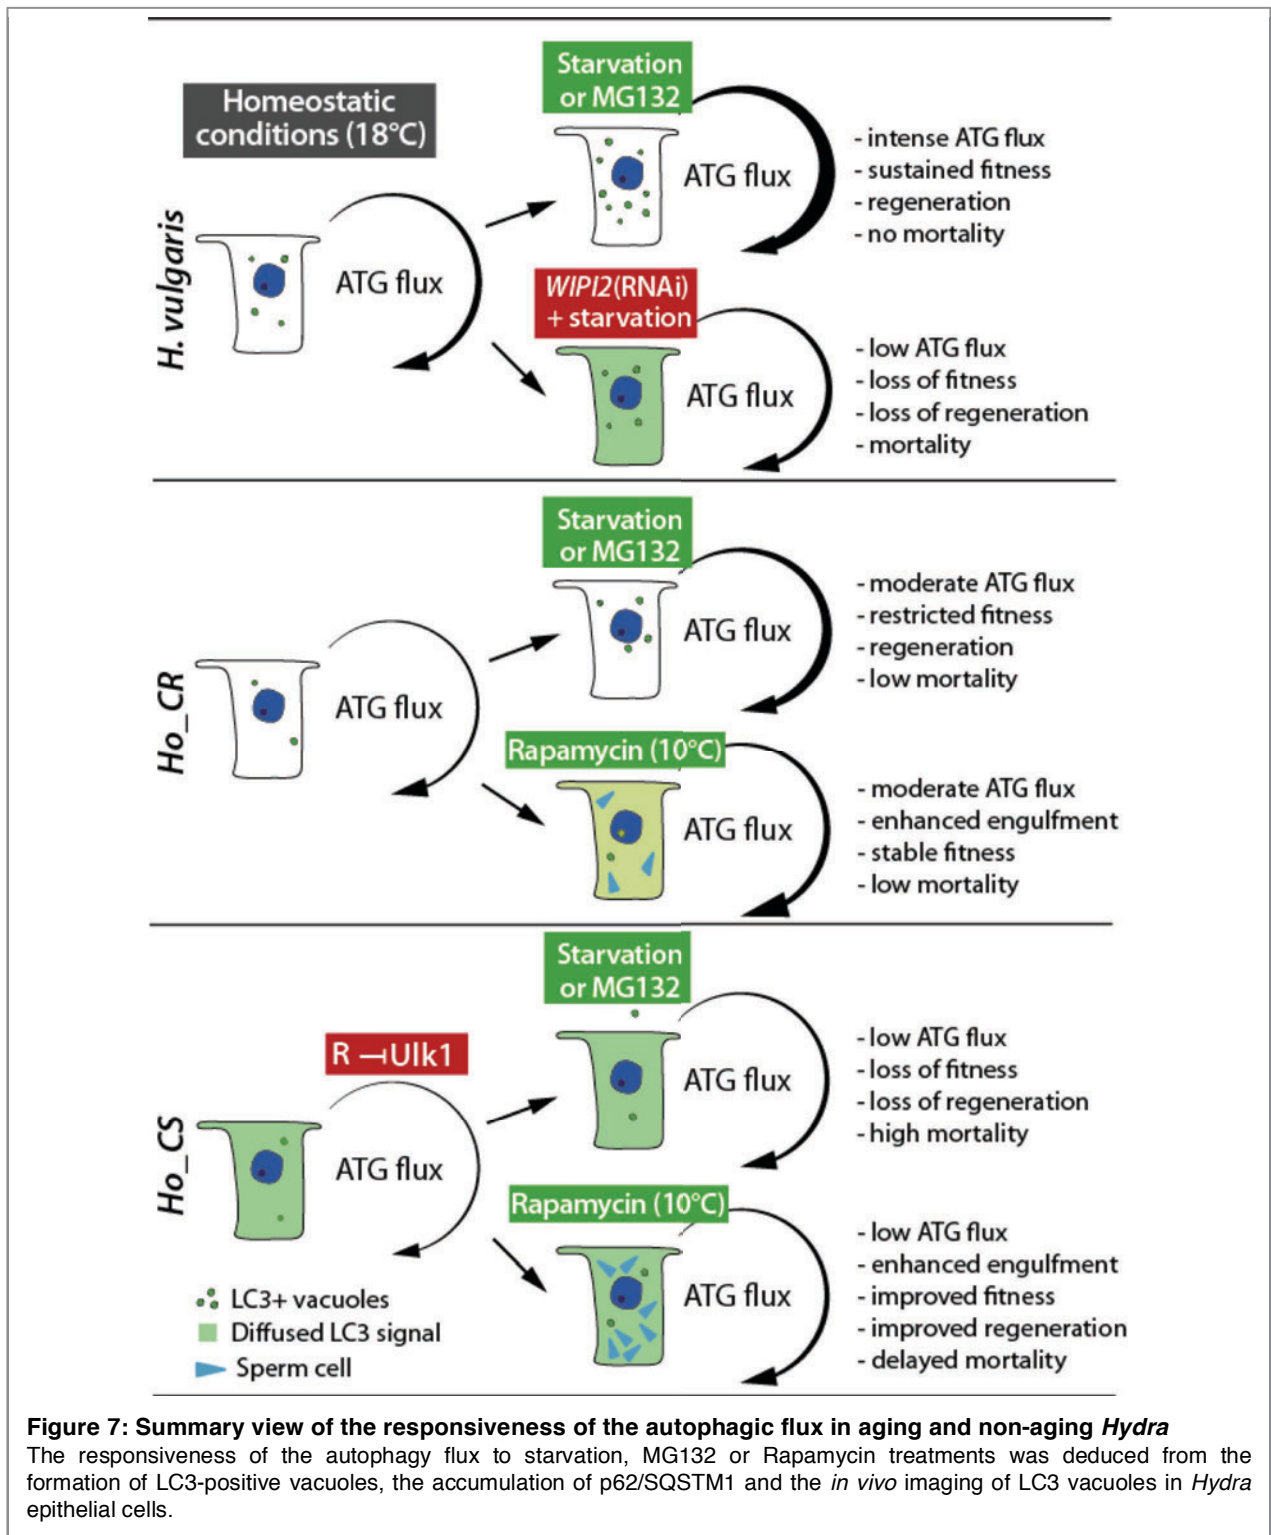 Homeostatic
conditions (18°C)
H. vulgaris
ATG flux
Starvation
or MG132
ATG flux
- intense ATG flux
- sustained fitness
- regeneration
- no mortality
WIPI2(RNAi)
+ starvation
ATG flux
- low ATG flux
- loss of fitness
- loss of regeneration
- mortality
Ho_CR
ATG flux
Starvation
or MG132
ATG flux
- moderate ATG flux
- restricted fitness
- regeneration
- low mortality
Rapamycin (10°C)
ATG flux
- moderate ATG flux
- enhanced engulfment
- stable fitness
- low mortality
Ho_CS
R ⊣Ulk1
ATG flux
Starvation
or MG132
ATG flux
- low ATG flux
- loss of fitness
- loss of regeneration
- high mortality
Rapamycin (10°C)
ATG flux
- low ATG flux
- enhanced engulfment
- improved fitness
- improved regeneration
- delayed mortality
LC3+ vacuoles
Diffused LC3 signal
Sperm cell
Figure 7: Summary view of the responsiveness of the autophagic flux in aging and non-aging Hydra
The responsiveness of the autophagy flux to starvation, MG132 or Rapamycin treatments was deduced from the
formation of LC3-positive vacuoles, the accumulation of p62/SQSTM1 and the in vivo imaging of LC3 vacuoles in Hydra
epithelial cells.